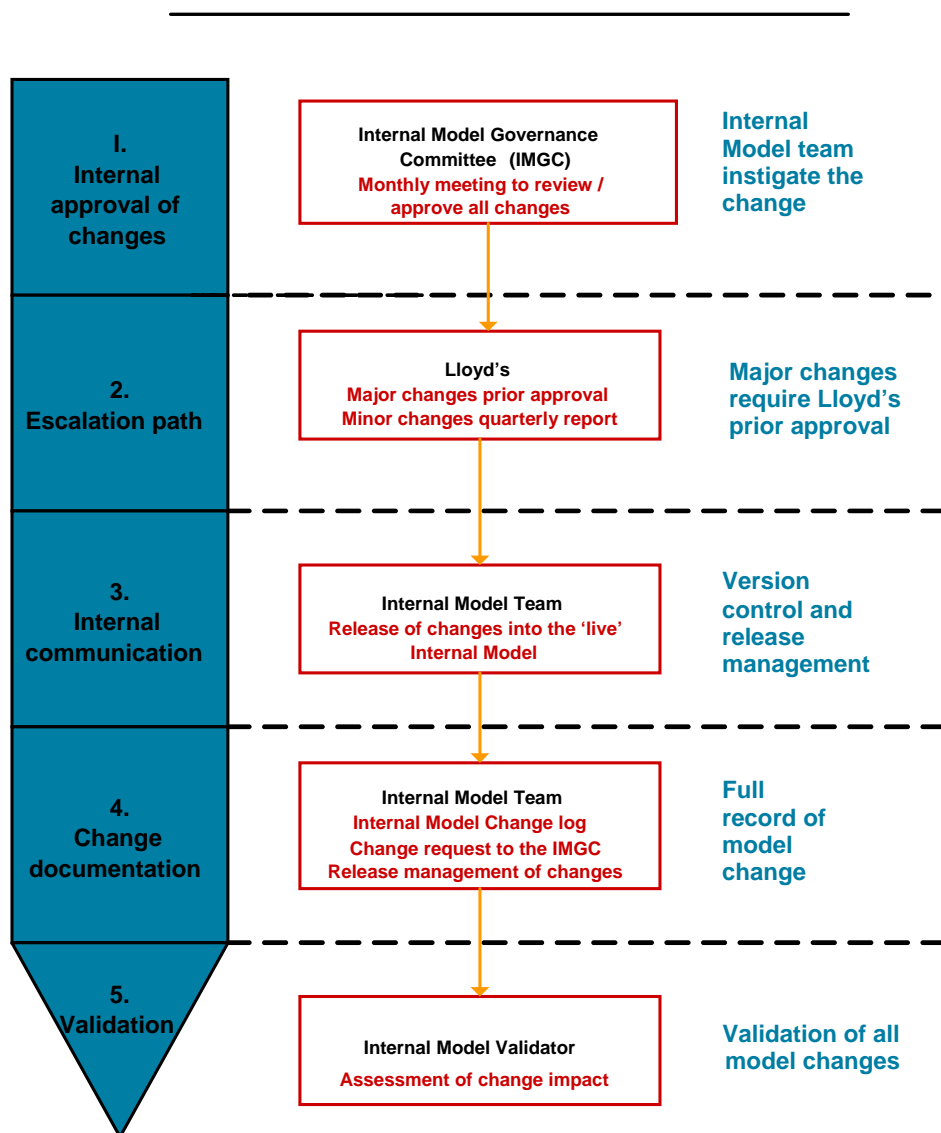 I.
Internal
approval of
changes
Internal Model Governance
Committee (IMGC)
Monthly meeting to review /
approve all changes
Internal
Model team
instigate the
change
2.
Escalation path
Lloyd's
Major changes prior approval
Minor changes quarterly report
Major changes
require Lloyd's
prior approval
3.
Internal
communication
Internal Model Team
Release of changes into the ‘live’
Internal Model
Version
control and
release
management
4.
Change
documentation
Internal Model Team
Internal Model Change log
Change request to the IMGC
Release management of changes
Full
record of
model
change
5.
Validation
Internal Model Validator
Assessment of change impact
Validation of all
model changes